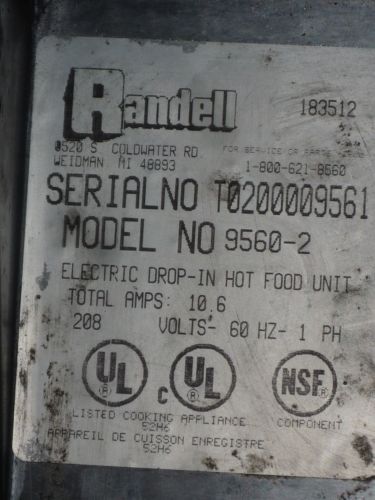 Randell
183512
0520 S COLDWATER RD
WEIDMAN, MI 48893
FOR SERVICE OR PARTS
1-800-621-8560
SERIALNO T0200009561
MODEL NO 9560-2
ELECTRIC DROP-IN HOT FOOD UNIT
TOTAL AMPS: 10.6
208 VOLTS- 60 HZ- 1 PH
UL ®
C UL ®
NSF ®
LISTED COOKING APPLIANCE
52H6
COMPONENT
APPAREIL DE CUISSON ENREGISTRE
52H6